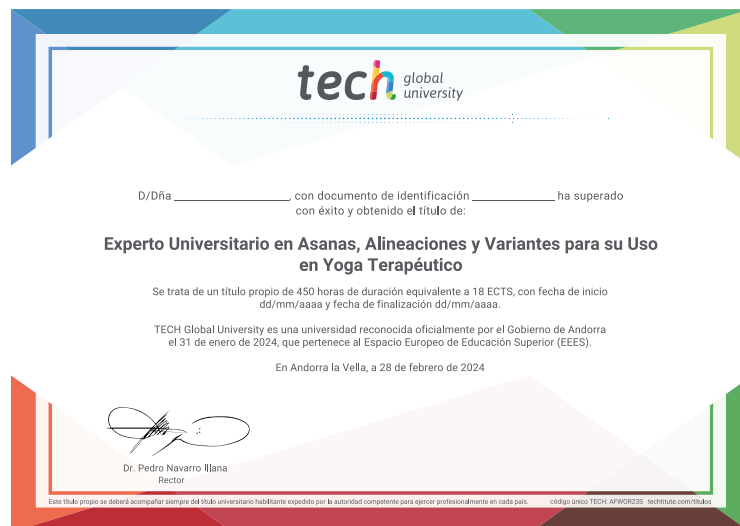 tech global university
D/Dña ______________, con documento de identificación ______________ ha superado
con éxito y obtenido el título de:
Experto Universitario en Asanas, Alineaciones y Variantes para su Uso
en Yoga Terapéutico
Se trata de un título propio de 450 horas de duración equivalente a 18 ECTS, con fecha de inicio
dd/mm/aaaa y fecha de finalización dd/mm/aaaa.
TECH Global University es una universidad reconocida oficialmente por el Gobierno de Andorra
el 31 de enero de 2024, que pertenece al Espacio Europeo de Educación Superior (EEES).
En Andorra la Vella, a 28 de febrero de 2024
Dr. Pedro Navarro Illana
Rector
Este título propio se deberá acompañar siempre del título universitario habilitante expedido por la autoridad competente para ejercer profesionalmente en cada país. código único TECH: AFWOR23S techtitute.com/titulos